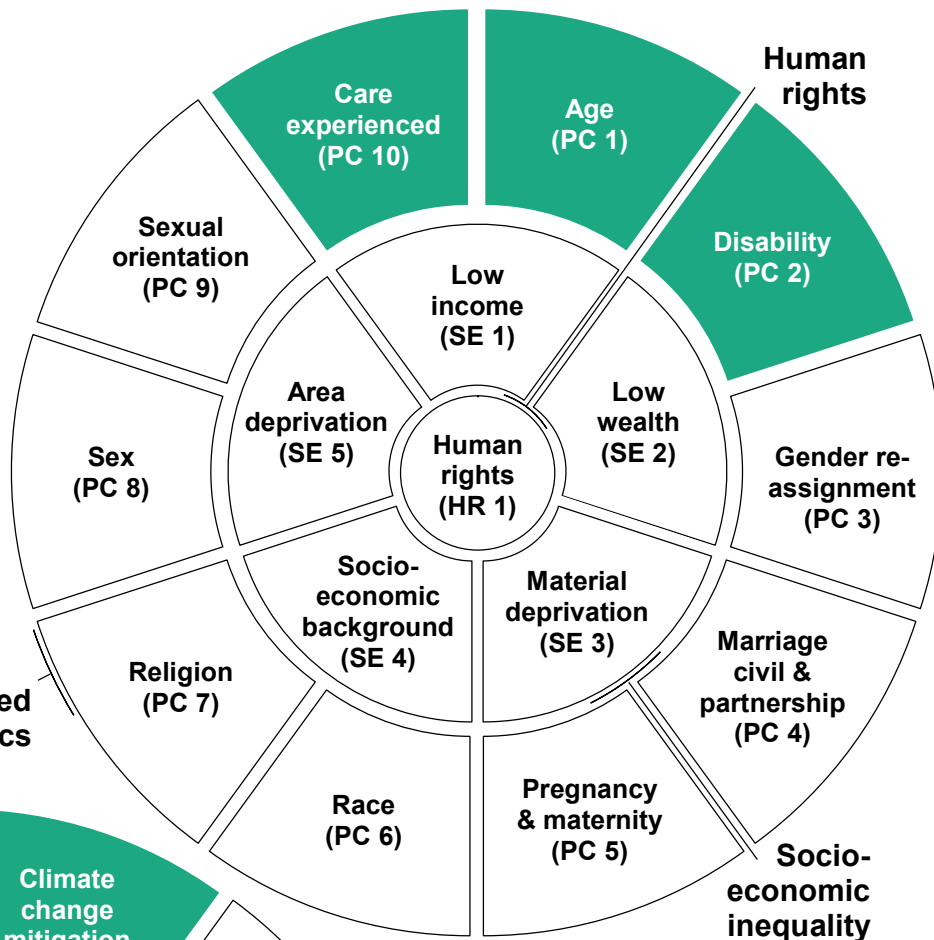 Human
rights
Care
experienced
(PC 10)
Age
(PC 1)
Disability
(PC 2)
Sexual
orientation
(PC 9)
Low
income
(SE 1)
Area
deprivation
(SE 5)
Low
wealth
(SE 2)
Human
rights
(HR 1)
Sex
(PC 8)
Gender re-
assignment
(PC 3)
Socio-
economic
background
(SE 4)
Material
deprivation
(SE 3)
Religion
(PC 7)
Marriage
civil &
partnership
(PC 4)
Race
(PC 6)
Pregnancy
& maternity
(PC 5)
ed
cs
Socio-
economic
inequality
Climate
change
mitigation